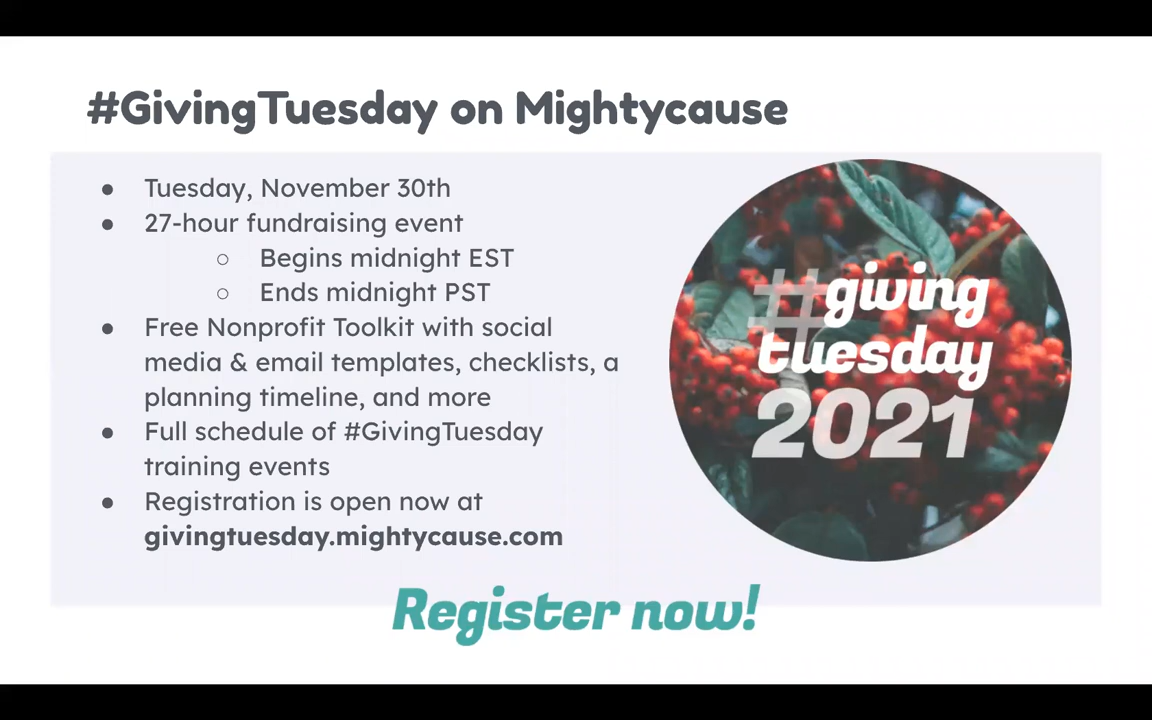 #GivingTuesday on Mightycause
● Tuesday, November 30th
● 27-hour fundraising event
○ Begins midnight EST
○ Ends midnight PST
● Free Nonprofit Toolkit with social
media & email templates, checklists, a
planning timeline, and more
● Full schedule of #GivingTuesday
training events
● Registration is open now at
givingtuesday.mightycause.com
#giving
tuesday
2021
Register now!